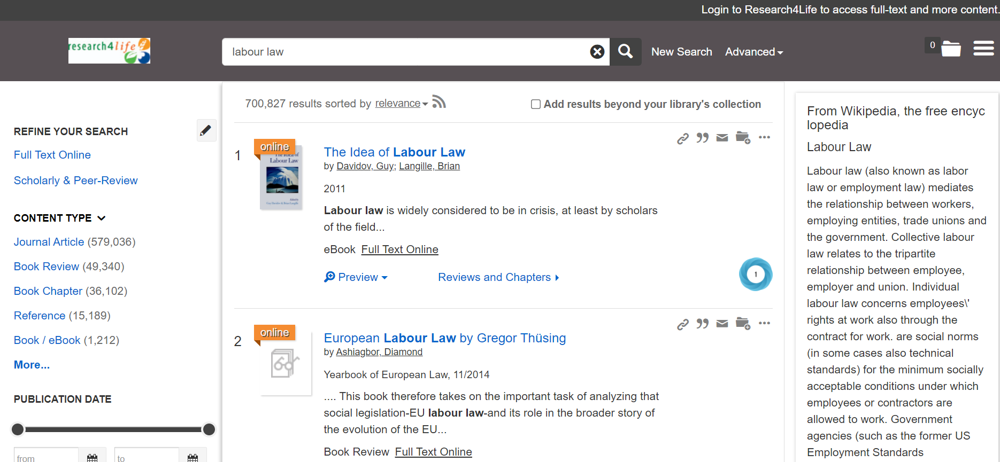 Login to Research4Life to access full-text and more content.
research4life
labour law
New Search
Advanced
0
REFINE YOUR SEARCH
Full Text Online
Scholarly & Peer-Review
CONTENT TYPE
Journal Article (579,036)
Book Review (49,340)
Book Chapter (36,102)
Reference (15,189)
Book / eBook (1,212)
More...
PUBLICATION DATE
from
to
700,827 results sorted by relevance
Add results beyond your library's collection
1
online
The Idea of
Labour Law
Edited by
Guy Davidov & Brian Langille
The Idea of Labour Law
by Davidov, Guy; Langille, Brian
2011
Labour law is widely considered to be in crisis, at least by scholars
of the field...
eBook Full Text Online
Preview
Reviews and Chapters
1
2
online
European Labour Law by Gregor Thüsing
by Ashiagbor, Diamond
Yearbook of European Law, 11/2014
.... This book therefore takes on the important task of analyzing that
social legislation-EU labour law-and its role in the broader story of
the evolution of the EU...
Book Review Full Text Online
From Wikipedia, the free encyc
lopedia
Labour Law
Labour law (also known as labor
law or employment law) mediates
the relationship between workers,
employing entities, trade unions and
the government. Collective labour
law relates to the tripartite
relationship between employee,
employer and union. Individual
labour law concerns employees\'
rights at work also through the
contract for work. are social norms
(in some cases also technical
standards) for the minimum socially
acceptable conditions under which
employees or contractors are
allowed to work. Government
agencies (such as the former US
Employment Standards